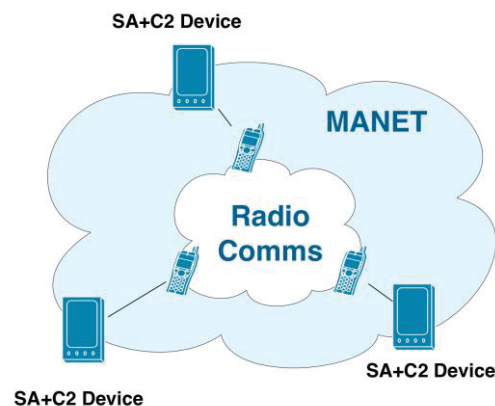 SA+C2 Device
MANET
Radio
Comms
SA+C2 Device
SA+C2 Device